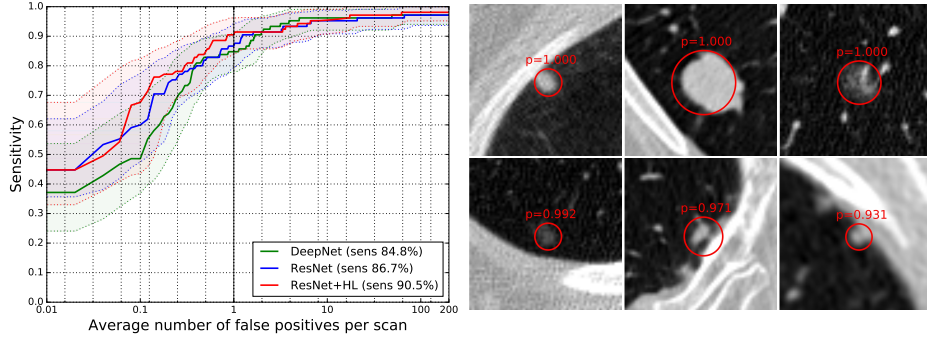 1.0
0.9
0.8
0.7
0.6
0.5
0.4
0.3
0.2
0.1
0.0
Sensitivity
0.01 0.1 1 10 100 200
Average number of false positives per scan
DeepNet (sens 84.8%)
ResNet (sens 86.7%)
ResNet+HL (sens 90.5%)
p=1.000 p=1.000 p=1.000
p=0.992 p=0.971 p=0.931